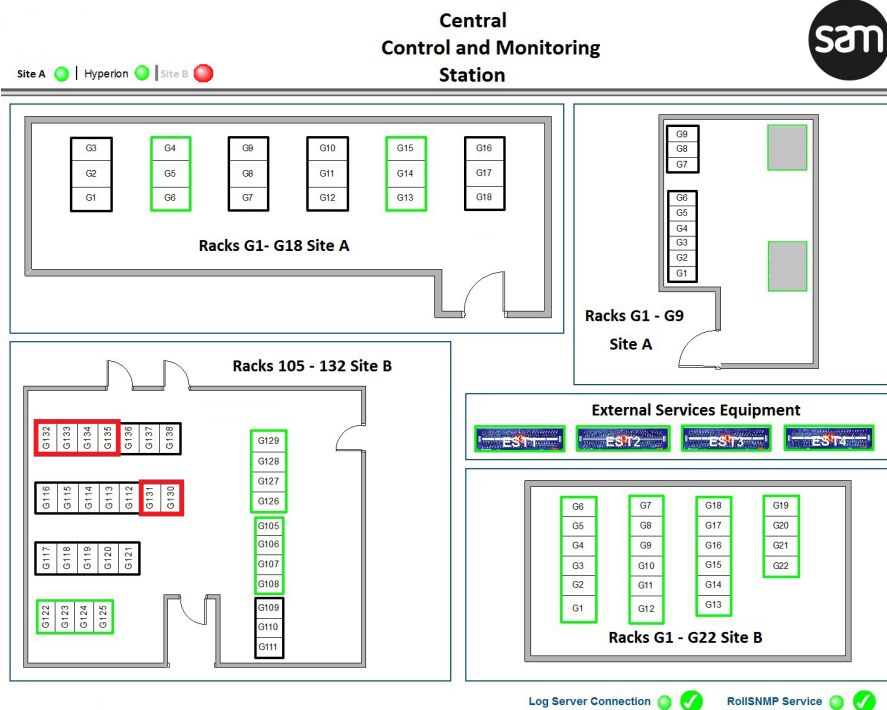 Central
Control and Monitoring
Station
sam
Site A | Hyperion | Site B
G3 G4 G9 G10 G15 G16
G2 G5 G8 G11 G14 G17
G1 G6 G7 G12 G13 G18
Racks G1- G18 Site A
G9
G8
G7
G6
G5
G4
G3
G2
G1
Racks G1 - G9
Site A
Racks 105 - 132 Site B
G132 G133 G134 G135 G136 G137 G138
G116 G115 G114 G113 G112 G131 G130
G117 G118 G119 G120 G121
G122 G123 G124 G125
G129
G128
G127
G126
G105
G106
G107
G108
G109
G110
G111
External Services Equipment
EST1 EST2 EST3 EST4
G6 G7 G18 G19
G5 G8 G17 G20
G4 G9 G16 G21
G3 G10 G15 G22
G2 G11 G14
G1 G12 G13
Racks G1 - G22 Site B
Log Server Connection RollSNMP Service